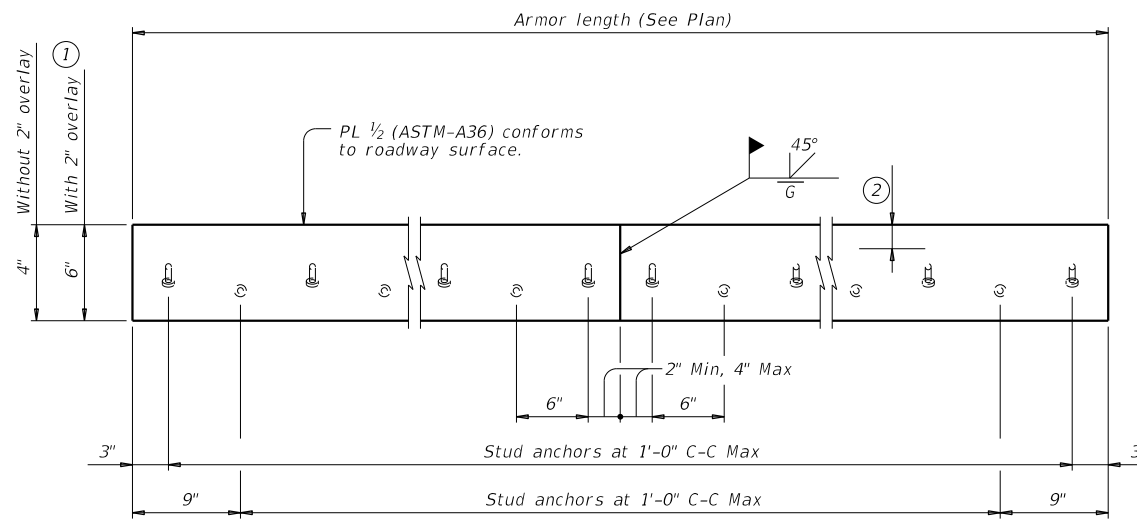 Armor length (See Plan)
Without 2" overlay
1
With 2" overlay
PL ½ (ASTM-A36) conforms
to roadway surface.
45°
G
2
4"
6"
2" Min, 4" Max
6"
6"
3"
Stud anchors at 1'-0" C-C Max
3
9"
Stud anchors at 1'-0" C-C Max
9"